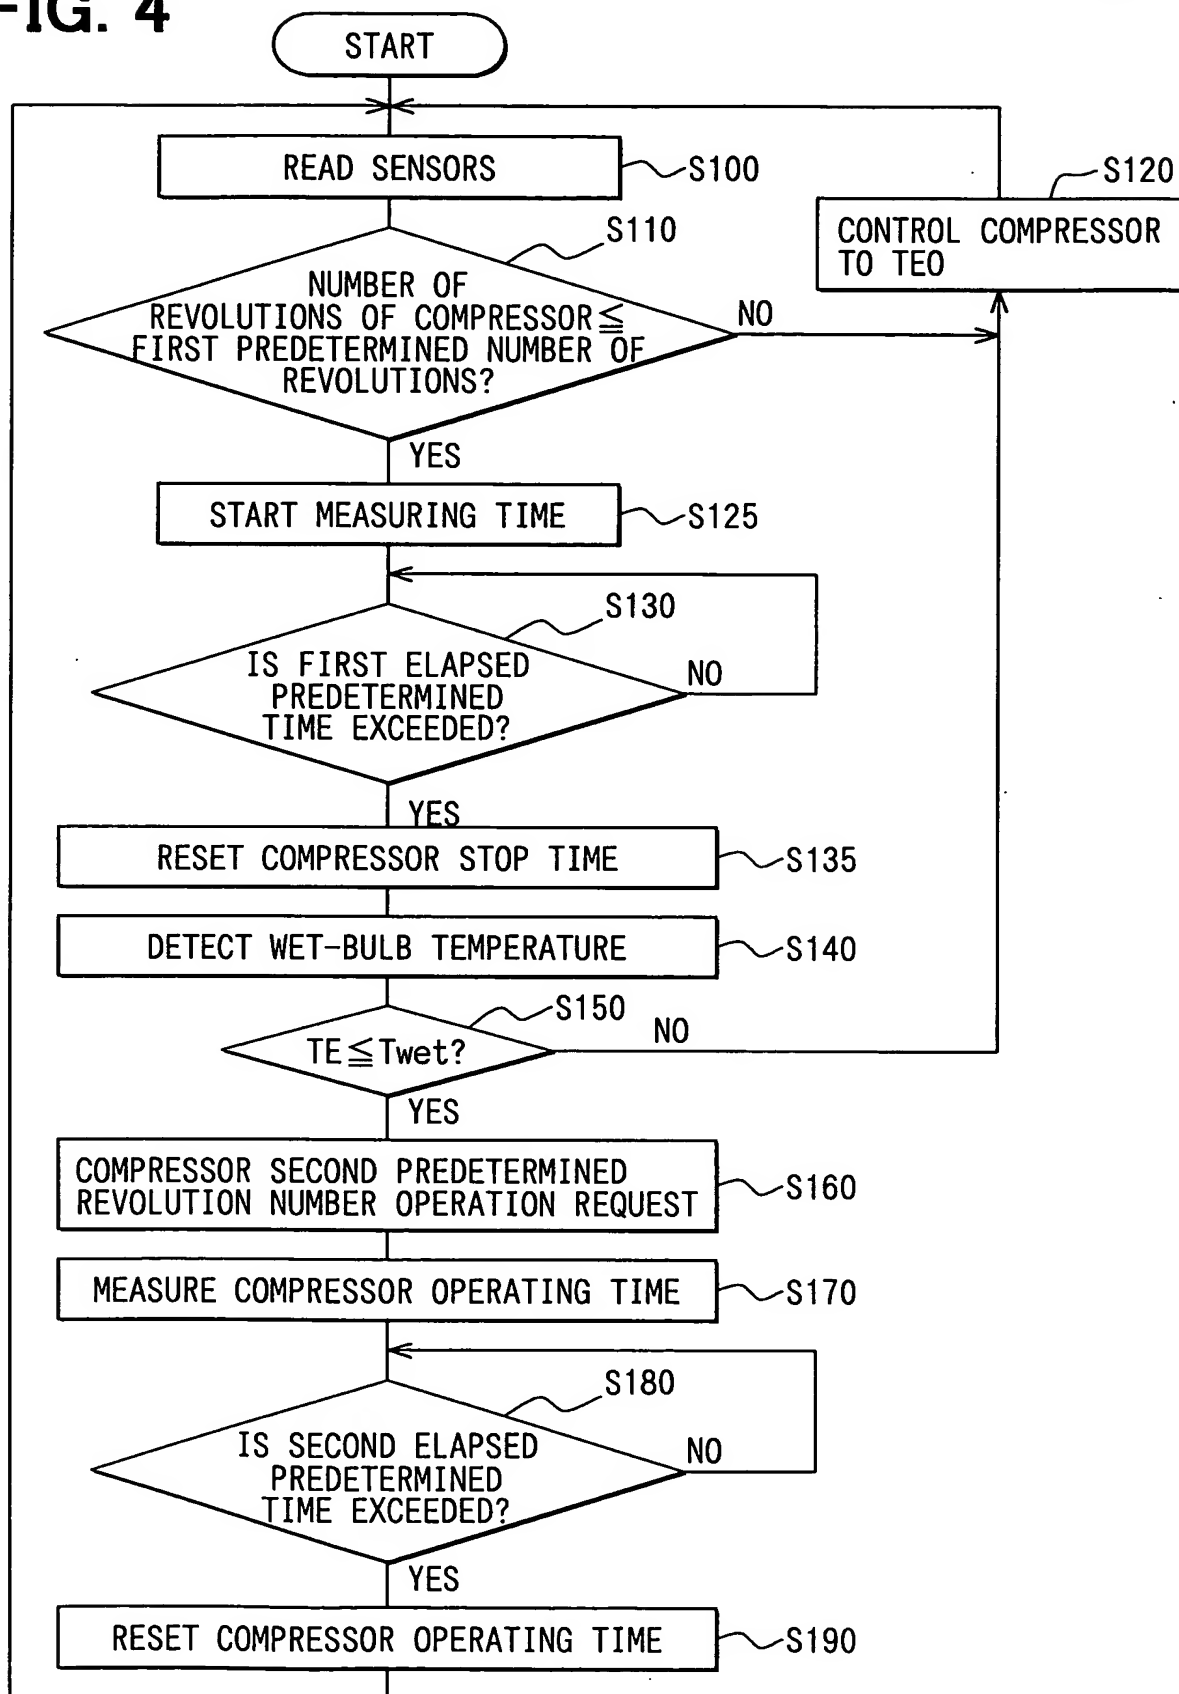 FIG. 4
START
READ SENSORS
S100
S120
CONTROL COMPRESSOR
TO TEO
S110
NUMBER OF
REVOLUTIONS OF COMPRESSOR≦
FIRST PREDETERMINED NUMBER OF
REVOLUTIONS?
NO
YES
START MEASURING TIME
S125
S130
IS FIRST ELAPSED
PREDETERMINED
TIME EXCEEDED?
NO
YES
RESET COMPRESSOR STOP TIME
S135
DETECT WET-BULB TEMPERATURE
S140
S150
TE≦Twet?
NO
YES
COMPRESSOR SECOND PREDETERMINED
REVOLUTION NUMBER OPERATION REQUEST
S160
MEASURE COMPRESSOR OPERATING TIME
S170
S180
IS SECOND ELAPSED
PREDETERMINED
TIME EXCEEDED?
NO
YES
RESET COMPRESSOR OPERATING TIME
S190